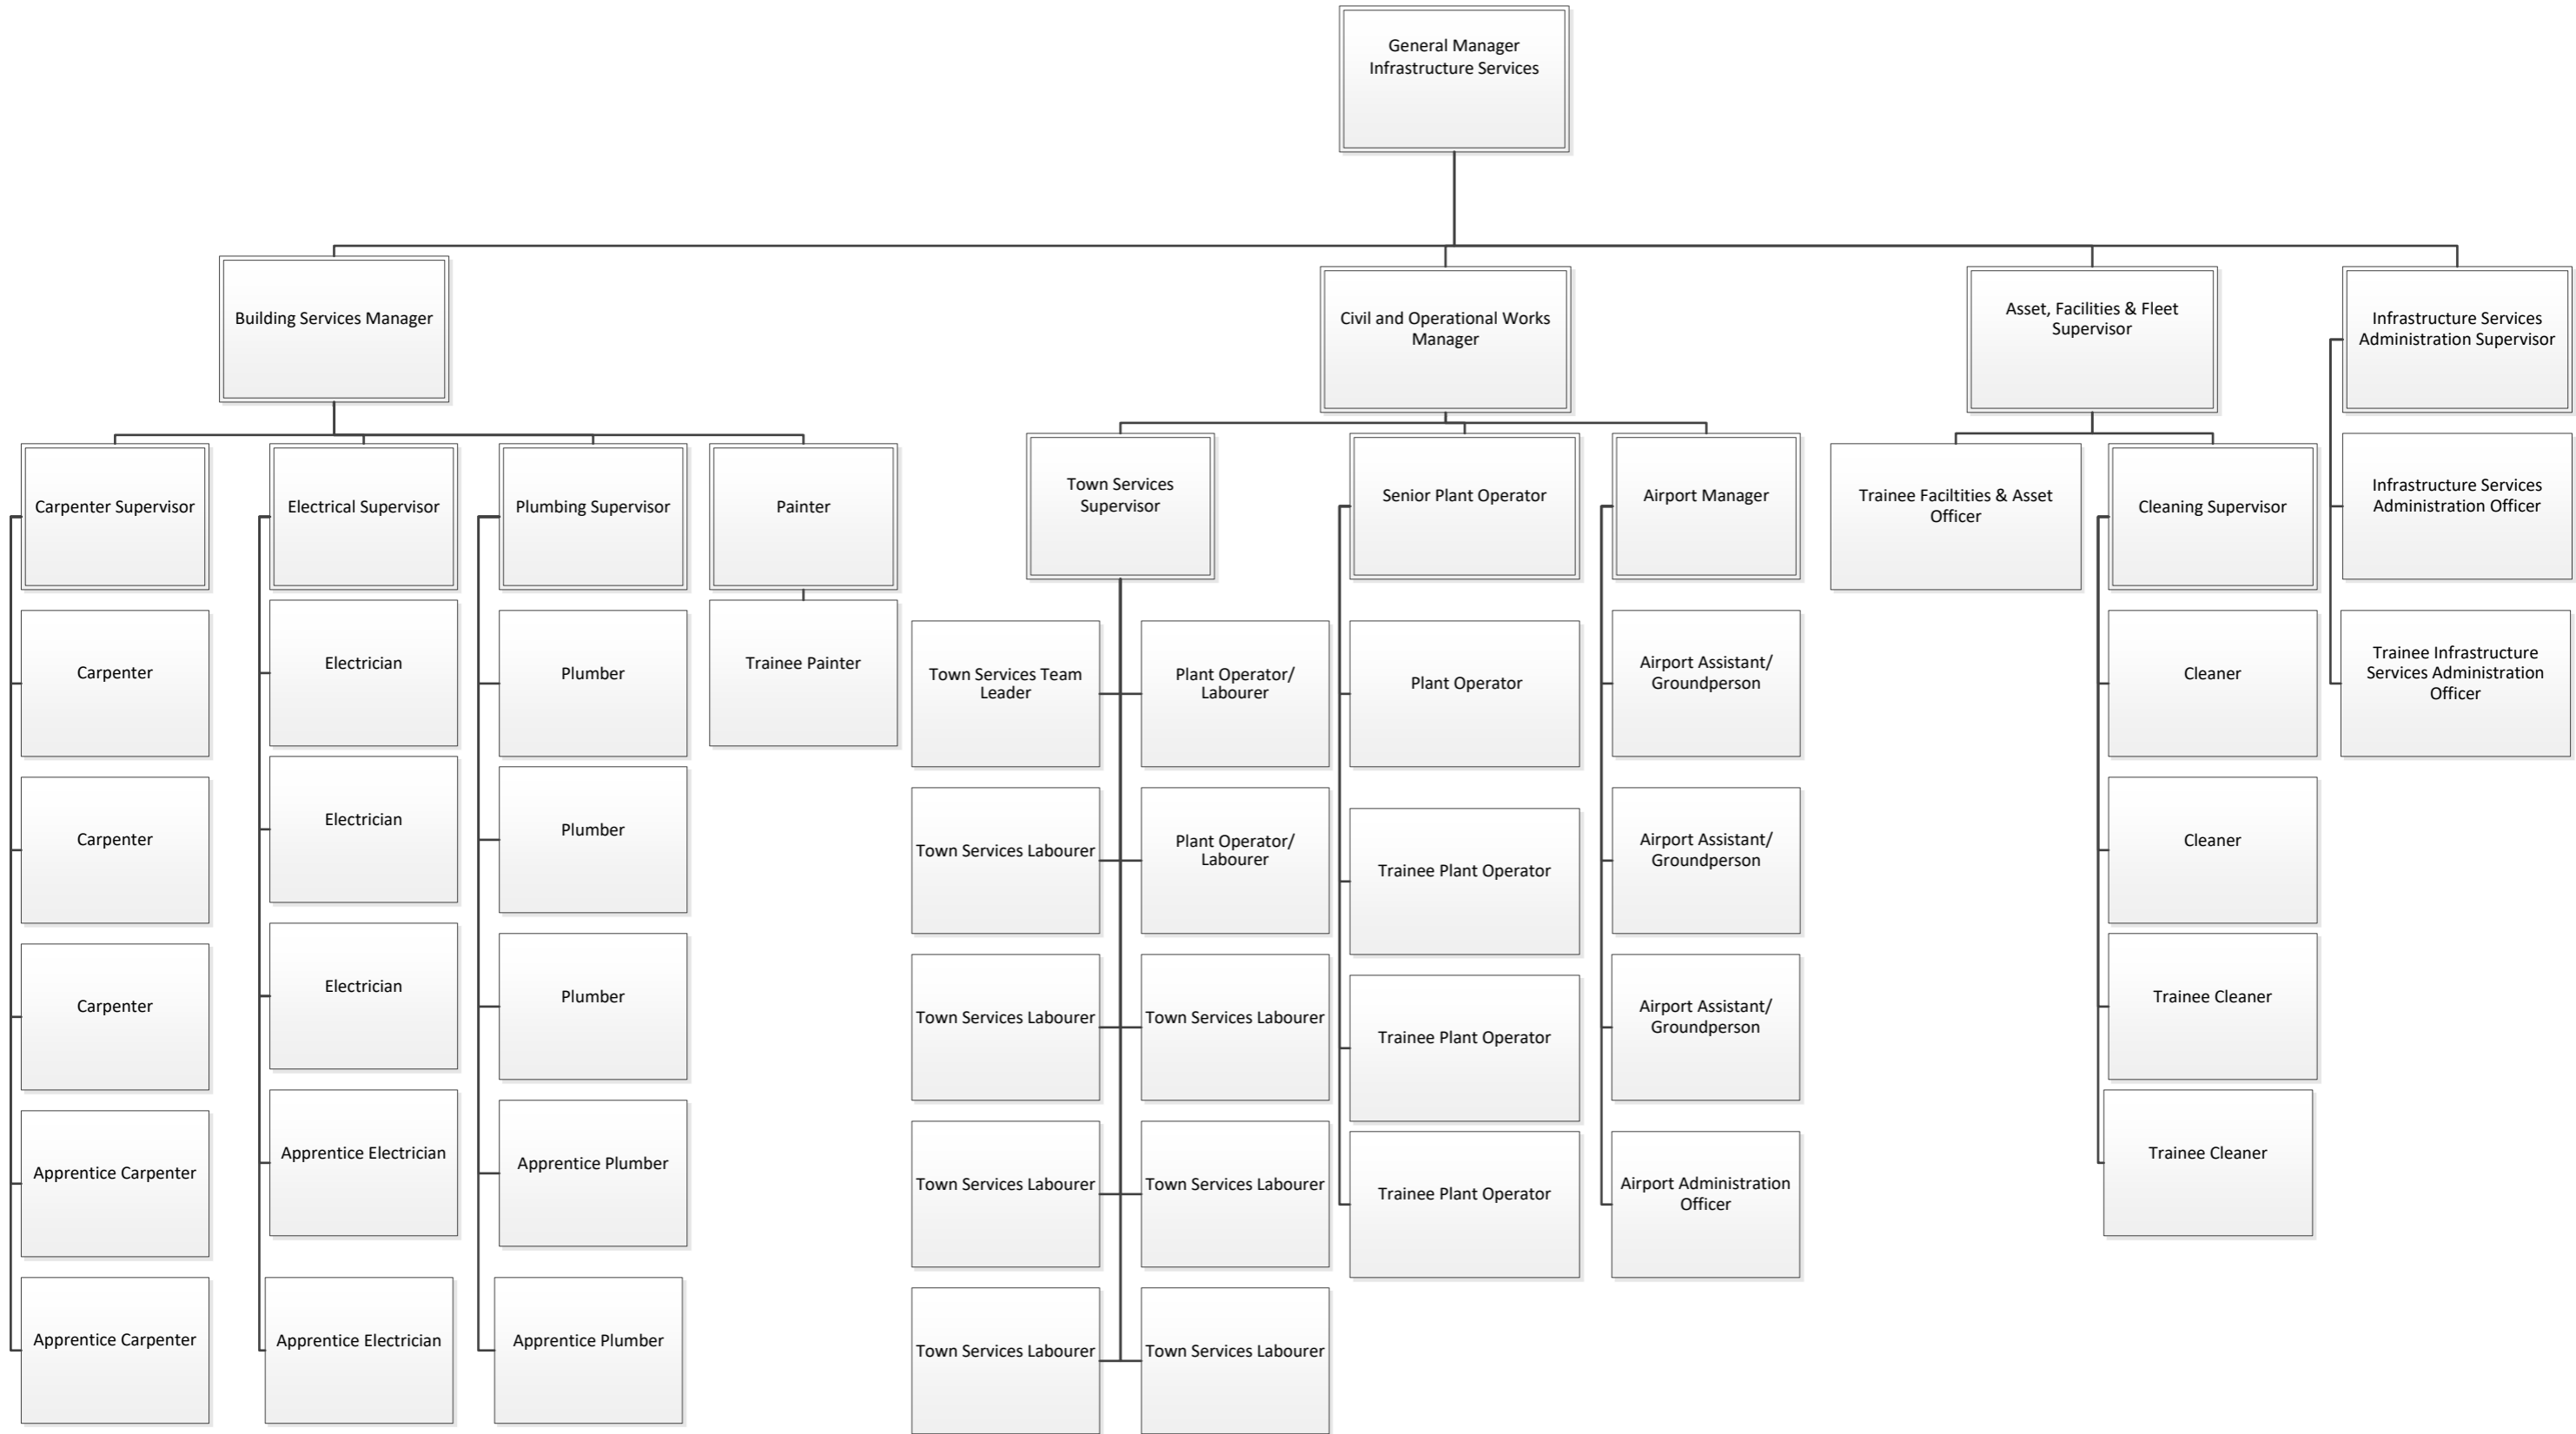 General Manager
Infrastructure Services
Building Services Manager
Civil and Operational Works
Manager
Asset, Facilities & Fleet
Supervisor
Infrastructure Services
Administration Supervisor
Carpenter Supervisor
Electrical Supervisor
Plumbing Supervisor
Painter
Town Services
Supervisor
Senior Plant Operator
Airport Manager
Trainee Faciltities & Asset
Officer
Cleaning Supervisor
Infrastructure Services
Administration Officer
Carpenter
Electrician
Plumber
Trainee Painter
Town Services Team
Leader
Plant Operator/
Labourer
Plant Operator
Airport Assistant/
Groundperson
Cleaner
Trainee Infrastructure
Services Administration
Officer
Carpenter
Electrician
Plumber
Town Services Labourer
Plant Operator/
Labourer
Trainee Plant Operator
Airport Assistant/
Groundperson
Cleaner
Carpenter
Electrician
Plumber
Town Services Labourer
Town Services Labourer
Trainee Plant Operator
Airport Assistant/
Groundperson
Trainee Cleaner
Apprentice Carpenter
Apprentice Electrician
Apprentice Plumber
Town Services Labourer
Town Services Labourer
Trainee Plant Operator
Airport Administration
Officer
Trainee Cleaner
Apprentice Carpenter
Apprentice Electrician
Apprentice Plumber
Town Services Labourer
Town Services Labourer